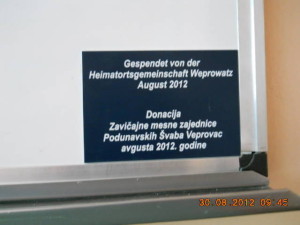 Gespendet von der
Heimatortsgemeinschaft Weprowatz
August 2012
Donacija
Zavičajne mesne zajednice
Podunavskih Švaba Veprovac
avgusta 2012. godine
30.08.2012 09:45